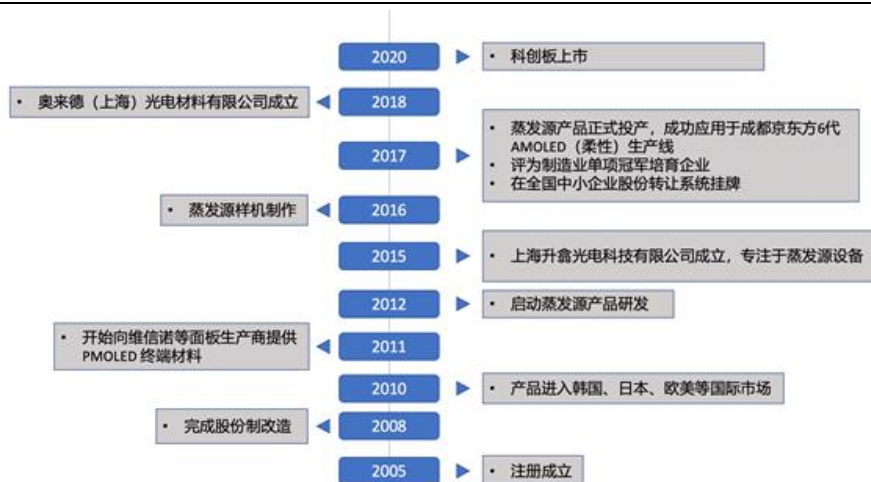 2020
• 科创板上市
• 奥来德（上海）光电材料有限公司成立
2018
2017
• 蒸发源产品正式投产，成功应用于成都京东方6代
AMOLED（柔性）生产线
• 评为制造业单项冠军培育企业
• 在全国中小企业股份转让系统挂牌
• 蒸发源样机制作
2016
2015
• 上海升翕光电科技有限公司成立，专注于蒸发源设备
2012
• 启动蒸发源产品研发
• 开始向维信诺等面板生产商提供
PMOLED 终端材料
2011
2010
• 产品进入韩国、日本、欧美等国际市场
• 完成股份制改造
2008
2005
• 注册成立